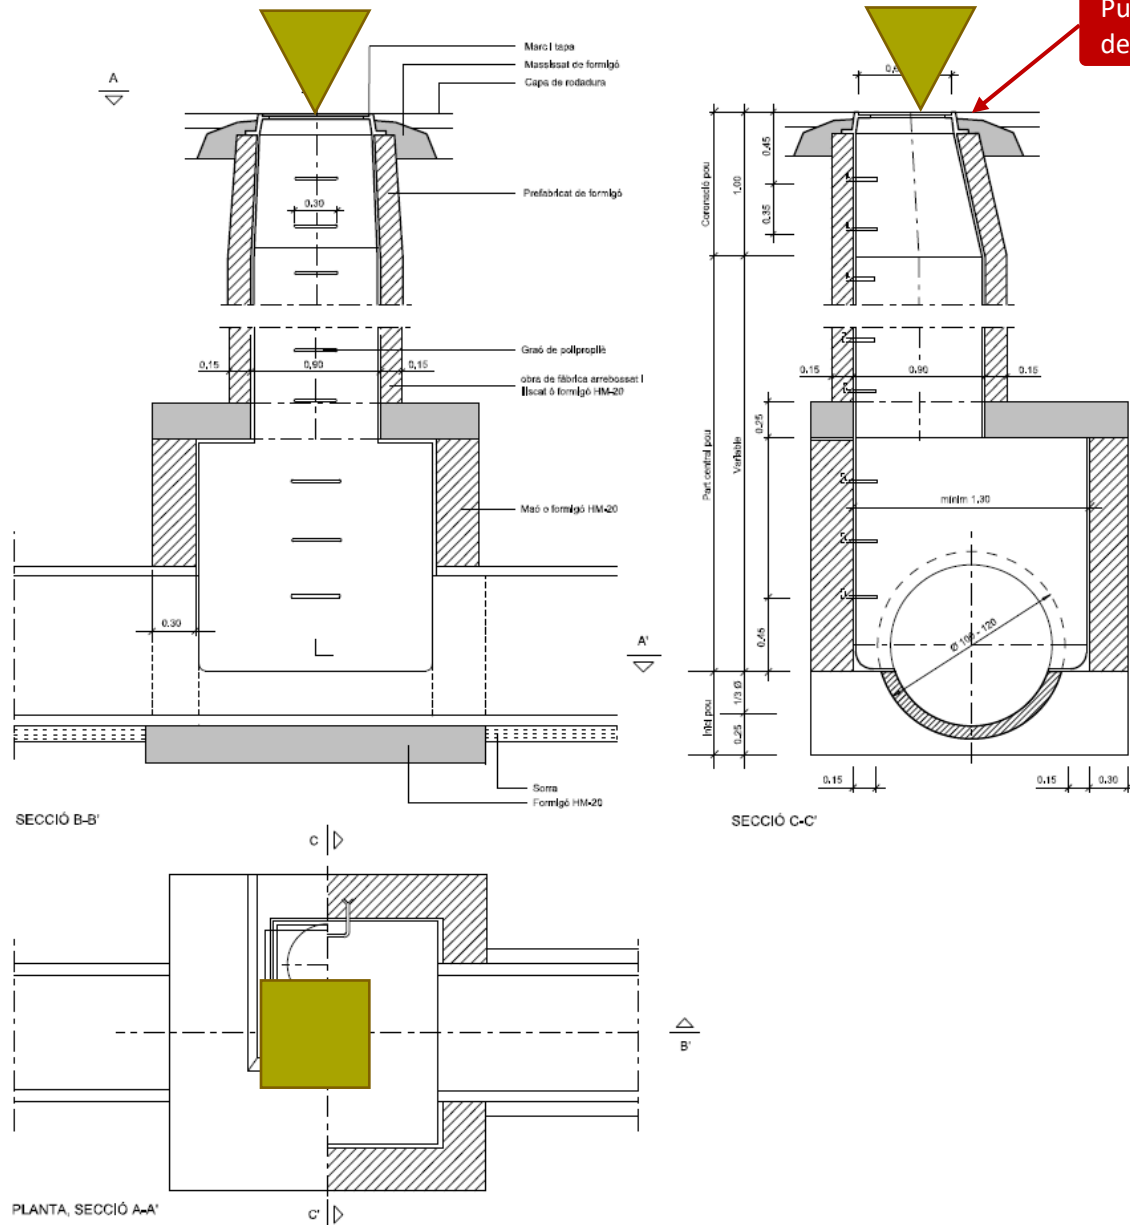 Marc i tapa
Massissat de formigó
Capa de rodadura
A
Prefabricat de formigó
0.30
Graó de polipropilè
0.15 0.90 0.15
obra de fàbrica arrebossat i
lliscat ó formigó HM-20
Maó o formigó HM-20
0.30
A'
Sorra
Formigó HM-20
SECCIÓ B-B'
Pu
de
0.45
0.35
1.00
Coronació pou
0.15 0.90 0.15
0.25
Variable
Part central pou
mínim 1,30
Ø 100 - 120
0.45
1/3 Ø
Inici pou
0.25
0.15 0.15 0.30
SECCIÓ C-C'
C
B'
PLANTA, SECCIÓ A-A'
C'